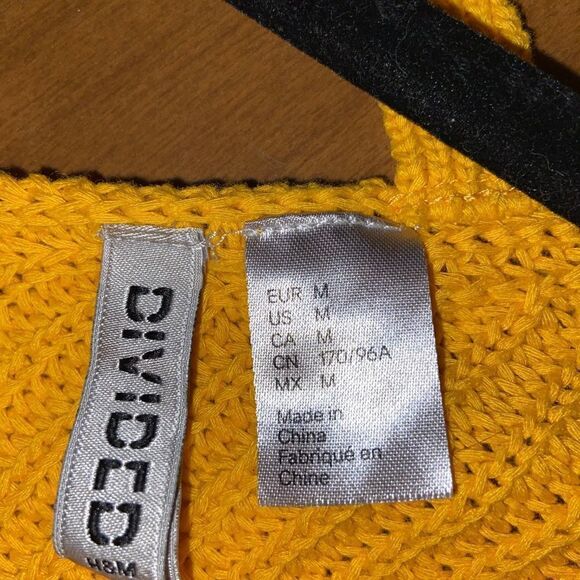 DIVIDED
H&M
EUR M
US M
CA M
CN 170/96A
MX M
Made in
China
Fabriqué en
Chine